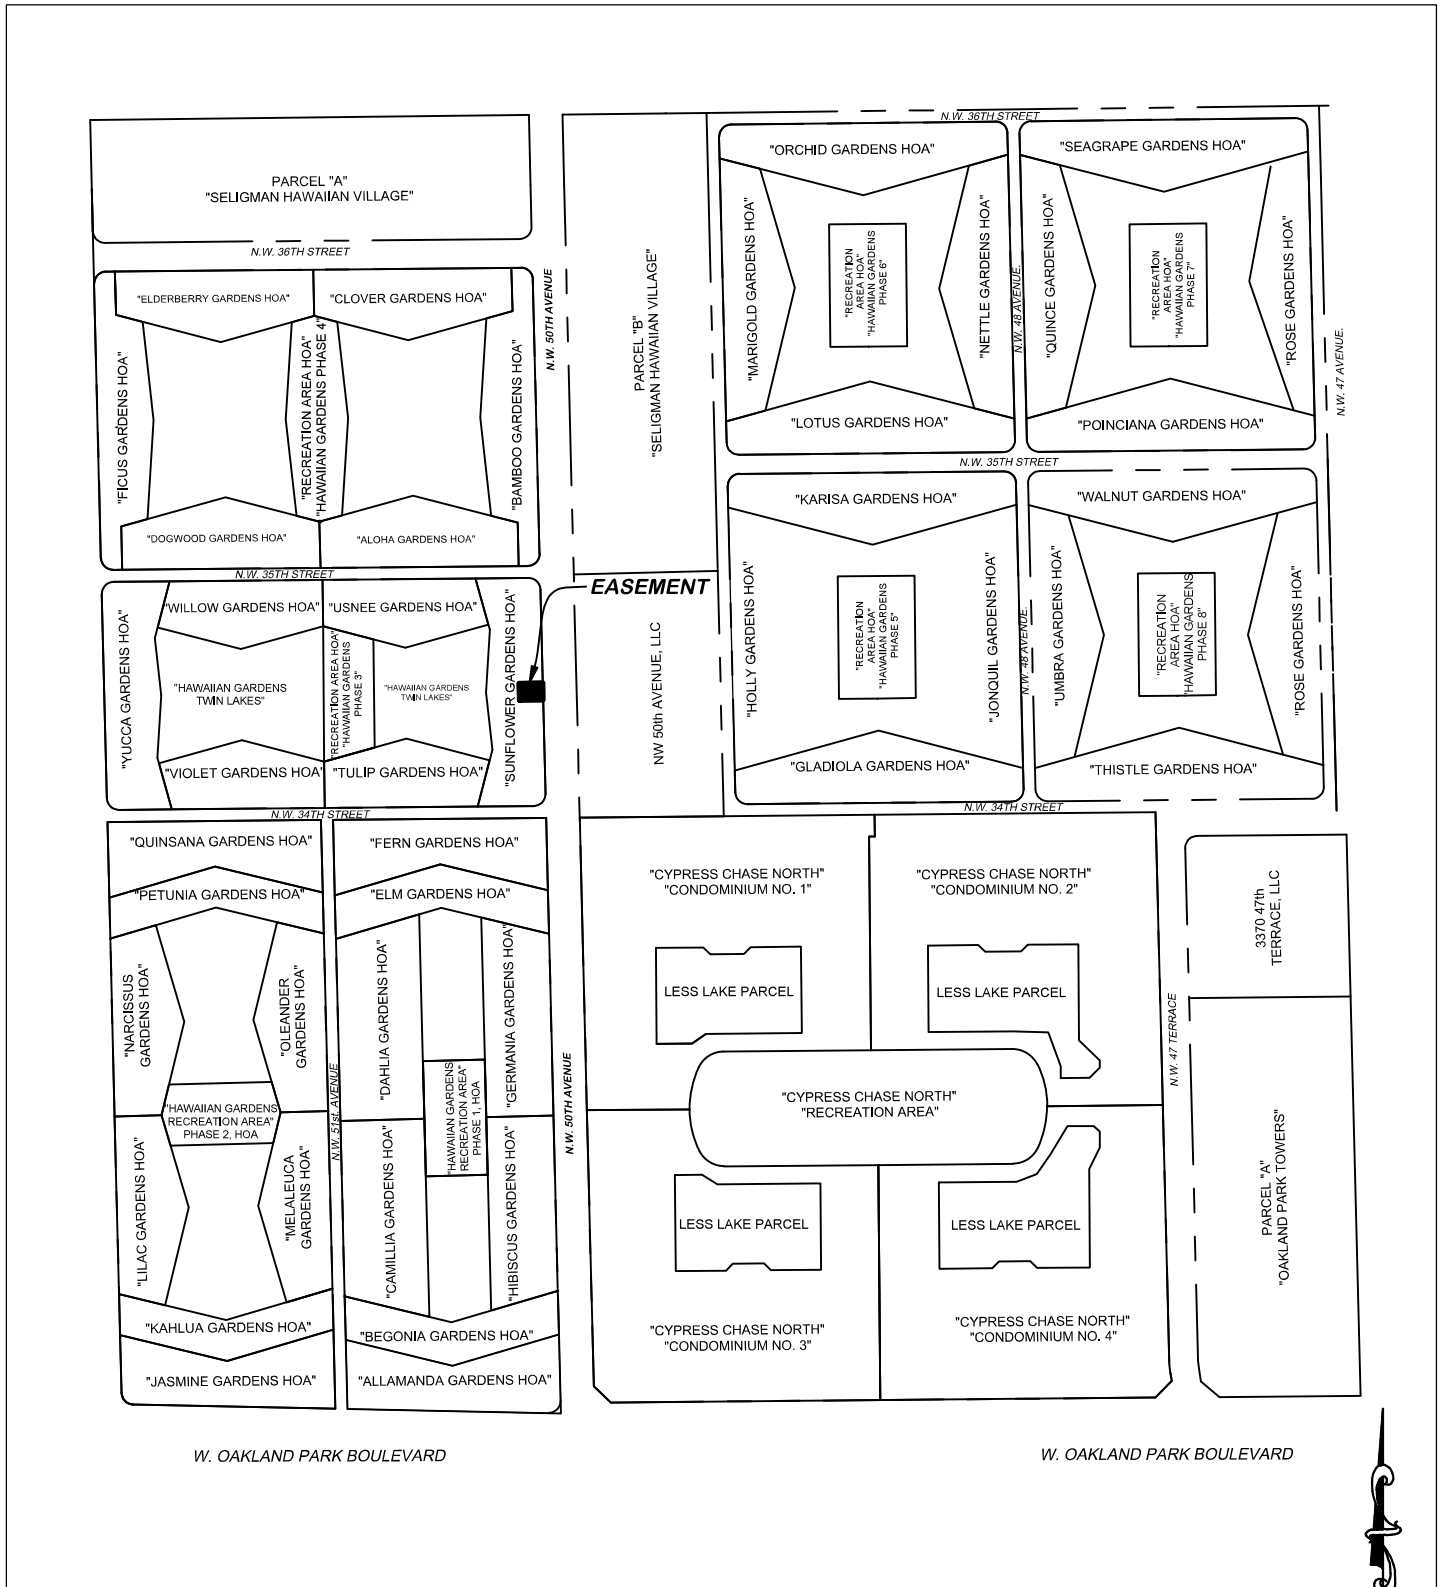 N.W. 36TH STREET
PARCEL "A"
"SELIGMAN HAWAIIAN VILLAGE"
N.W. 36TH STREET
"ELDERBERRY GARDENS HOA"
"CLOVER GARDENS HOA"
"FICUS GARDENS HOA"
"RECREATION AREA HOA"
"HAWAIIAN GARDENS PHASE 4"
"BAMBOO GARDENS HOA"
"DOGWOOD GARDENS HOA"
"ALOHA GARDENS HOA"
N.W. 50TH AVENUE
PARCEL "B"
"SELIGMAN HAWAIIAN VILLAGE"
"ORCHID GARDENS HOA"
"MARIGOLD GARDENS HOA"
"RECREATION
AREA HOA"
"HAWAIIAN GARDENS
PHASE 6"
"NETTLE GARDENS HOA"
"LOTUS GARDENS HOA"
N.W. 48 AVENUE.
"SEAGRAPE GARDENS HOA"
"QUINCE GARDENS HOA"
"RECREATION
AREA HOA"
"HAWAIIAN GARDENS
PHASE 7"
"ROSE GARDENS HOA"
"POINCIANA GARDENS HOA"
N.W. 47 AVENUE.
N.W. 35TH STREET
N.W. 35TH STREET
EASEMENT
"YUCCA GARDENS HOA"
"WILLOW GARDENS HOA"
"USNEE GARDENS HOA"
"HAWAIIAN GARDENS
TWIN LAKES"
"RECREATION AREA HOA"
"HAWAIIAN GARDENS
PHASE 3"
"HAWAIIAN GARDENS
TWIN LAKES"
"SUNFLOWER GARDENS HOA"
"VIOLET GARDENS HOA"
"TULIP GARDENS HOA"
NW 50th AVENUE, LLC
"KARISA GARDENS HOA"
"HOLLY GARDENS HOA"
"RECREATION
AREA HOA"
"HAWAIIAN GARDENS
PHASE 5"
"JONQUIL GARDENS HOA"
"GLADIOLA GARDENS HOA"
N.W. 48 AVENUE.
"WALNUT GARDENS HOA"
"UMBRA GARDENS HOA"
"RECREATION
AREA HOA"
"HAWAIIAN GARDENS
PHASE 8"
"ROSE GARDENS HOA"
"THISTLE GARDENS HOA"
N.W. 34TH STREET
N.W. 34TH STREET
"QUINSANA GARDENS HOA"
"PETUNIA GARDENS HOA"
"NARCISSUS
GARDENS HOA"
"OLEANDER
GARDENS HOA"
"HAWAIIAN GARDENS
RECREATION AREA"
PHASE 2, HOA
"LILAC GARDENS HOA"
"MELALEUCA
GARDENS HOA"
"KAHLUA GARDENS HOA"
"JASMINE GARDENS HOA"
N.W. 51st. AVENUE
"FERN GARDENS HOA"
"ELM GARDENS HOA"
"DAHLIA GARDENS HOA"
"GERMANIA GARDENS HOA"
"HAWAIIAN GARDENS
RECREATION AREA"
PHASE 1, HOA
"CAMILLIA GARDENS HOA"
"HIBISCUS GARDENS HOA"
"BEGONIA GARDENS HOA"
"ALLAMANDA GARDENS HOA"
N.W. 50TH AVENUE
"CYPRESS CHASE NORTH"
"CONDOMINIUM NO. 1"
"CYPRESS CHASE NORTH"
"CONDOMINIUM NO. 2"
LESS LAKE PARCEL
LESS LAKE PARCEL
"CYPRESS CHASE NORTH"
"RECREATION AREA"
LESS LAKE PARCEL
LESS LAKE PARCEL
"CYPRESS CHASE NORTH"
"CONDOMINIUM NO. 3"
"CYPRESS CHASE NORTH"
"CONDOMINIUM NO. 4"
N.W. 47 TERRACE
3370 47th
TERRACE, LLC
PARCEL "A"
"OAKLAND PARK TOWERS"
W. OAKLAND PARK BOULEVARD
W. OAKLAND PARK BOULEVARD